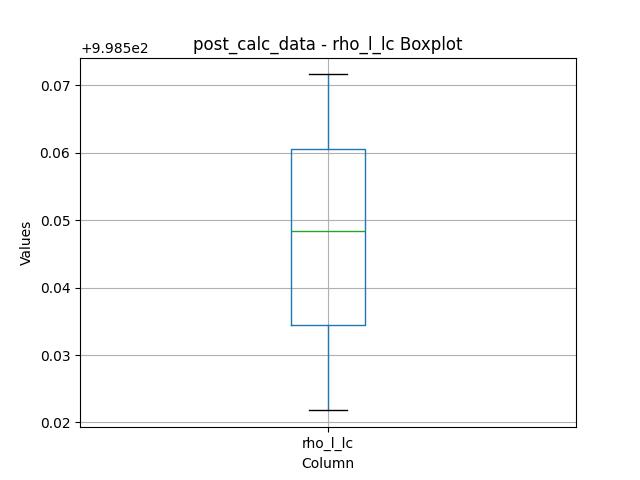 post_calc_data - rho_l_lc Boxplot
+9.985e2
0.07
0.06
0.05
0.04
0.03
0.02
Values
rho_l_lc
Column